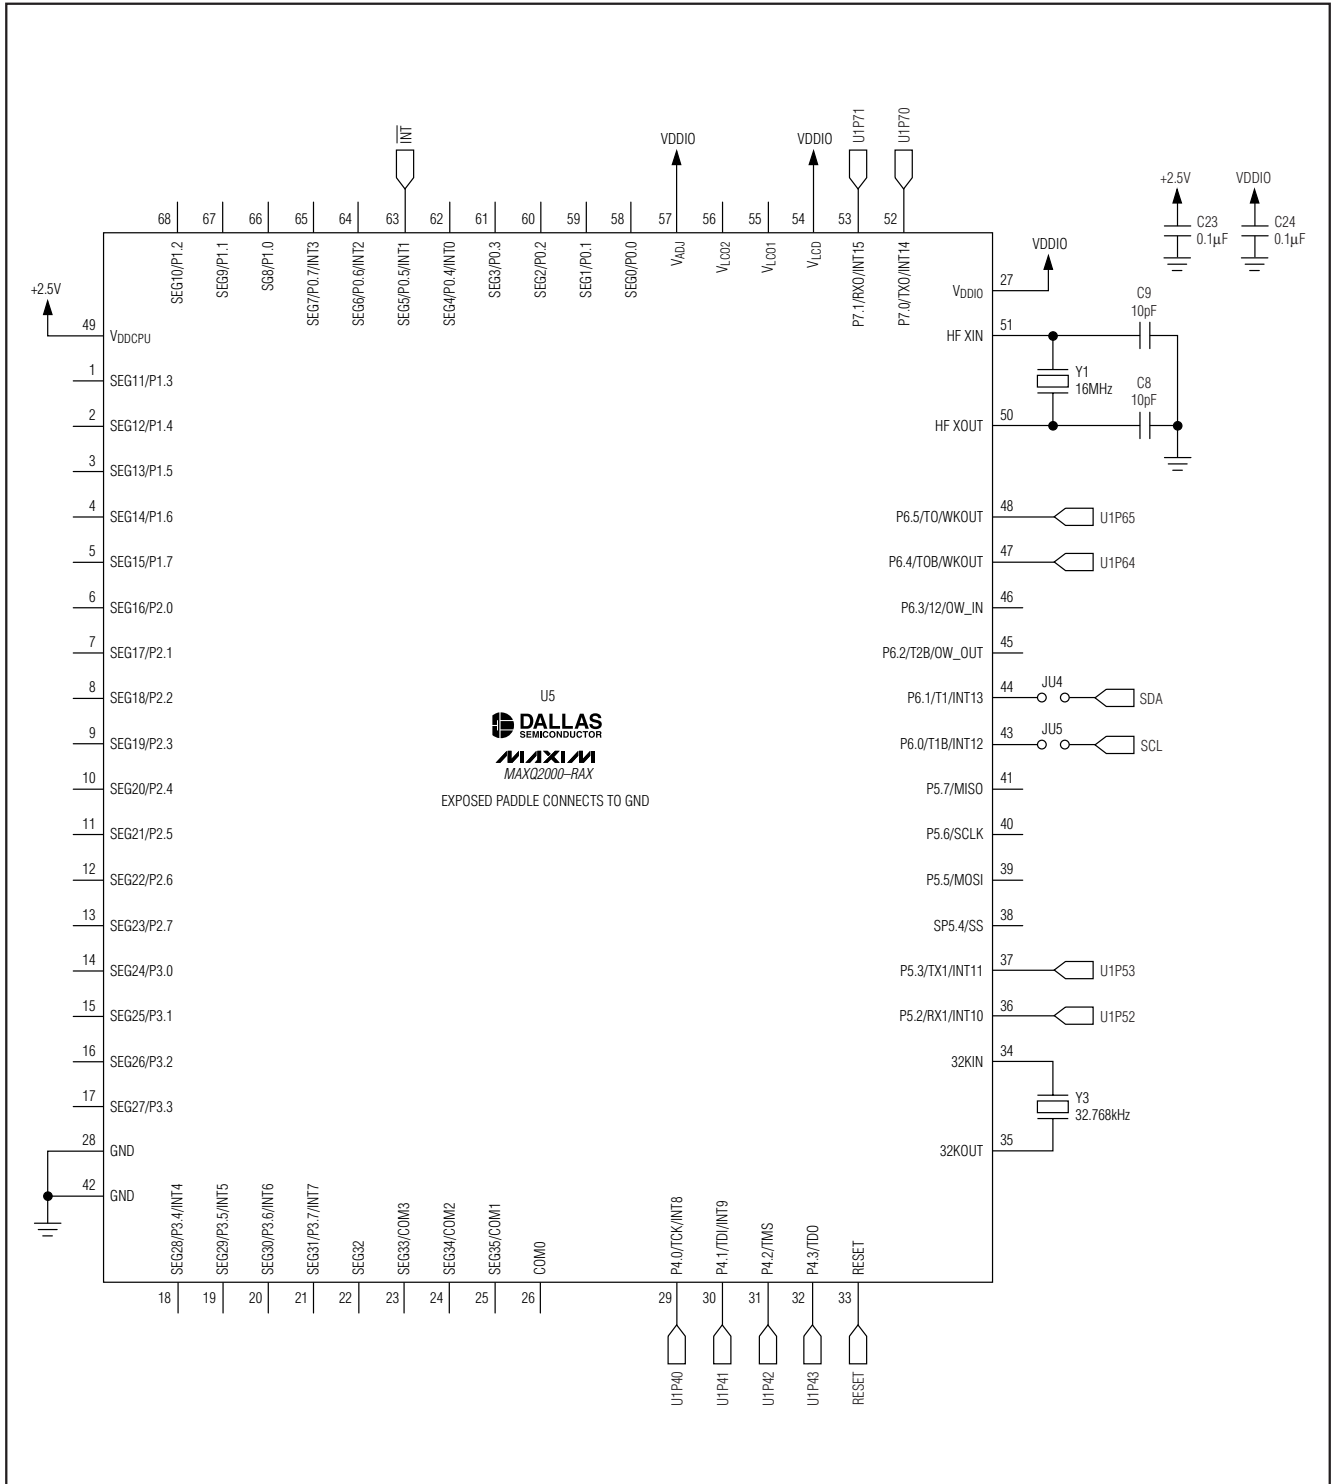 INT
VDDIO
VDDIO
U1P71
U1P70
68
67
66
65
64
63
62
61
60
59
58
57
56
55
54
53
52
SEG10/P1.2
SEG9/P1.1
SG8/P1.0
SEG7/P0.7/INT3
SEG6/P0.6/INT2
SEG5/P0.5/INT1
SEG4/P0.4/INT0
SEG3/P0.3
SEG2/P0.2
SEG1/P0.1
SEG0/P0.0
VADJ
VLCO2
VLCO1
VLCD
P7.1/RXO/INT15
P7.0/TXO/INT14
+2.5V
C23
0.1µF
VDDIO
C24
0.1µF
+2.5V
49 VDDCPU
1 SEG11/P1.3
2 SEG12/P1.4
3 SEG13/P1.5
4 SEG14/P1.6
5 SEG15/P1.7
6 SEG16/P2.0
7 SEG17/P2.1
8 SEG18/P2.2
9 SEG19/P2.3
10 SEG20/P2.4
11 SEG21/P2.5
12 SEG22/P2.6
13 SEG23/P2.7
14 SEG24/P3.0
15 SEG25/P3.1
16 SEG26/P3.2
17 SEG27/P3.3
28 GND
42 GND
U5
DALLAS
SEMICONDUCTOR
MAXIM
MAXQ2000–RAX
EXPOSED PADDLE CONNECTS TO GND
VDDIO
VDDIO 27
HF XIN 51
C9
10pF
Y1
16MHz
C8
10pF
HF XOUT 50
P6.5/TO/WKOUT 48 U1P65
P6.4/TOB/WKOUT 47 U1P64
P6.3/12/OW_IN 46
P6.2/T2B/OW_OUT 45
P6.1/T1/INT13 44 JU4 SDA
P6.0/T1B/INT12 43 JU5 SCL
P5.7/MISO 41
P5.6/SCLK 40
P5.5/MOSI 39
SP5.4/SS 38
P5.3/TX1/INT11 37 U1P53
P5.2/RX1/INT10 36 U1P52
32KIN 34
Y3
32.768kHz
32KOUT 35
SEG28/P3.4/INT4
SEG29/P3.5/INT5
SEG30/P3.6/INT6
SEG31/P3.7/INT7
SEG32
SEG33/COM3
SEG34/COM2
SEG35/COM1
COM0
P4.0/TCK/INT8
P4.1/TDI/INT9
P4.2/TMS
P4.3/TDO
RESET
18
19
20
21
22
23
24
25
26
29
30
31
32
33
U1P40
U1P41
U1P42
U1P43
RESET